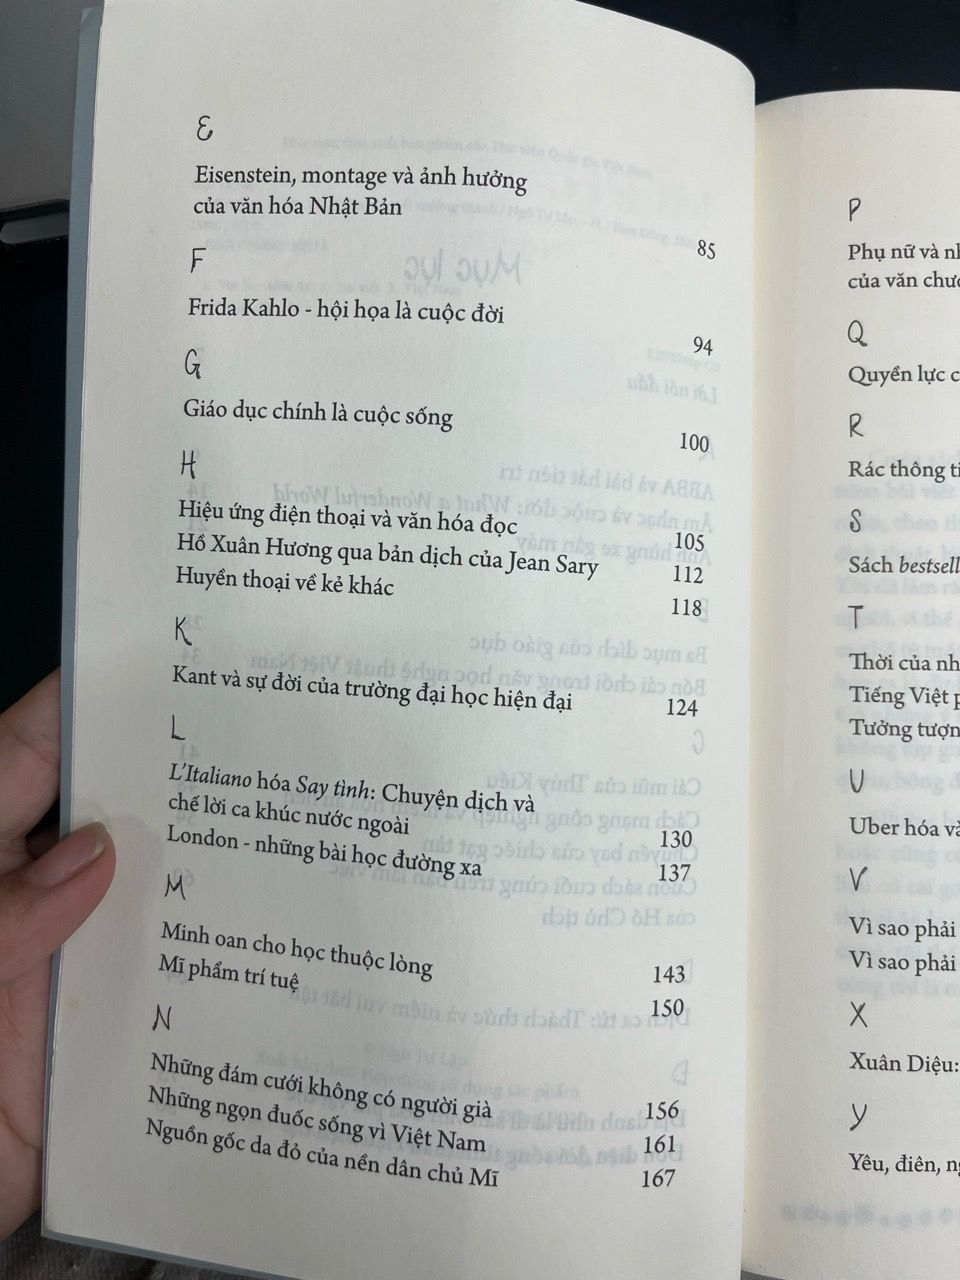 E
Eisenstein, montage và ảnh hưởng
của văn hóa Nhật Bản 85
F
Frida Kahlo - hội họa là cuộc đời 94
G
Giáo dục chính là cuộc sống 100
H
Hiệu ứng điện thoại và văn hóa đọc 105
Hồ Xuân Hương qua bản dịch của Jean Sary 112
Huyền thoại về kẻ khác 118
K
Kant và sự đời của trường đại học hiện đại 124
L
L'Italiano hóa Say tình: Chuyện dịch và
chế lời ca khúc nước ngoài 130
London - những bài học đường xa 137
M
Minh oan cho học thuộc lòng 143
Mĩ phẩm trí tuệ 150
N
Những đám cưới không có người già 156
Những ngọn đuốc sống vì Việt Nam 161
Nguồn gốc da đỏ của nền dân chủ Mĩ 167
P
Phụ nữ và
của văn
Q
Quyền lực
R
Rác thông
S
Sách
T
Thời của
Tiếng Việt
Tưởng
U
Uber hóa
V
Vì sao phải
Vì sao phải
X
Xuân Diệu:
Y
Yêu, điên,